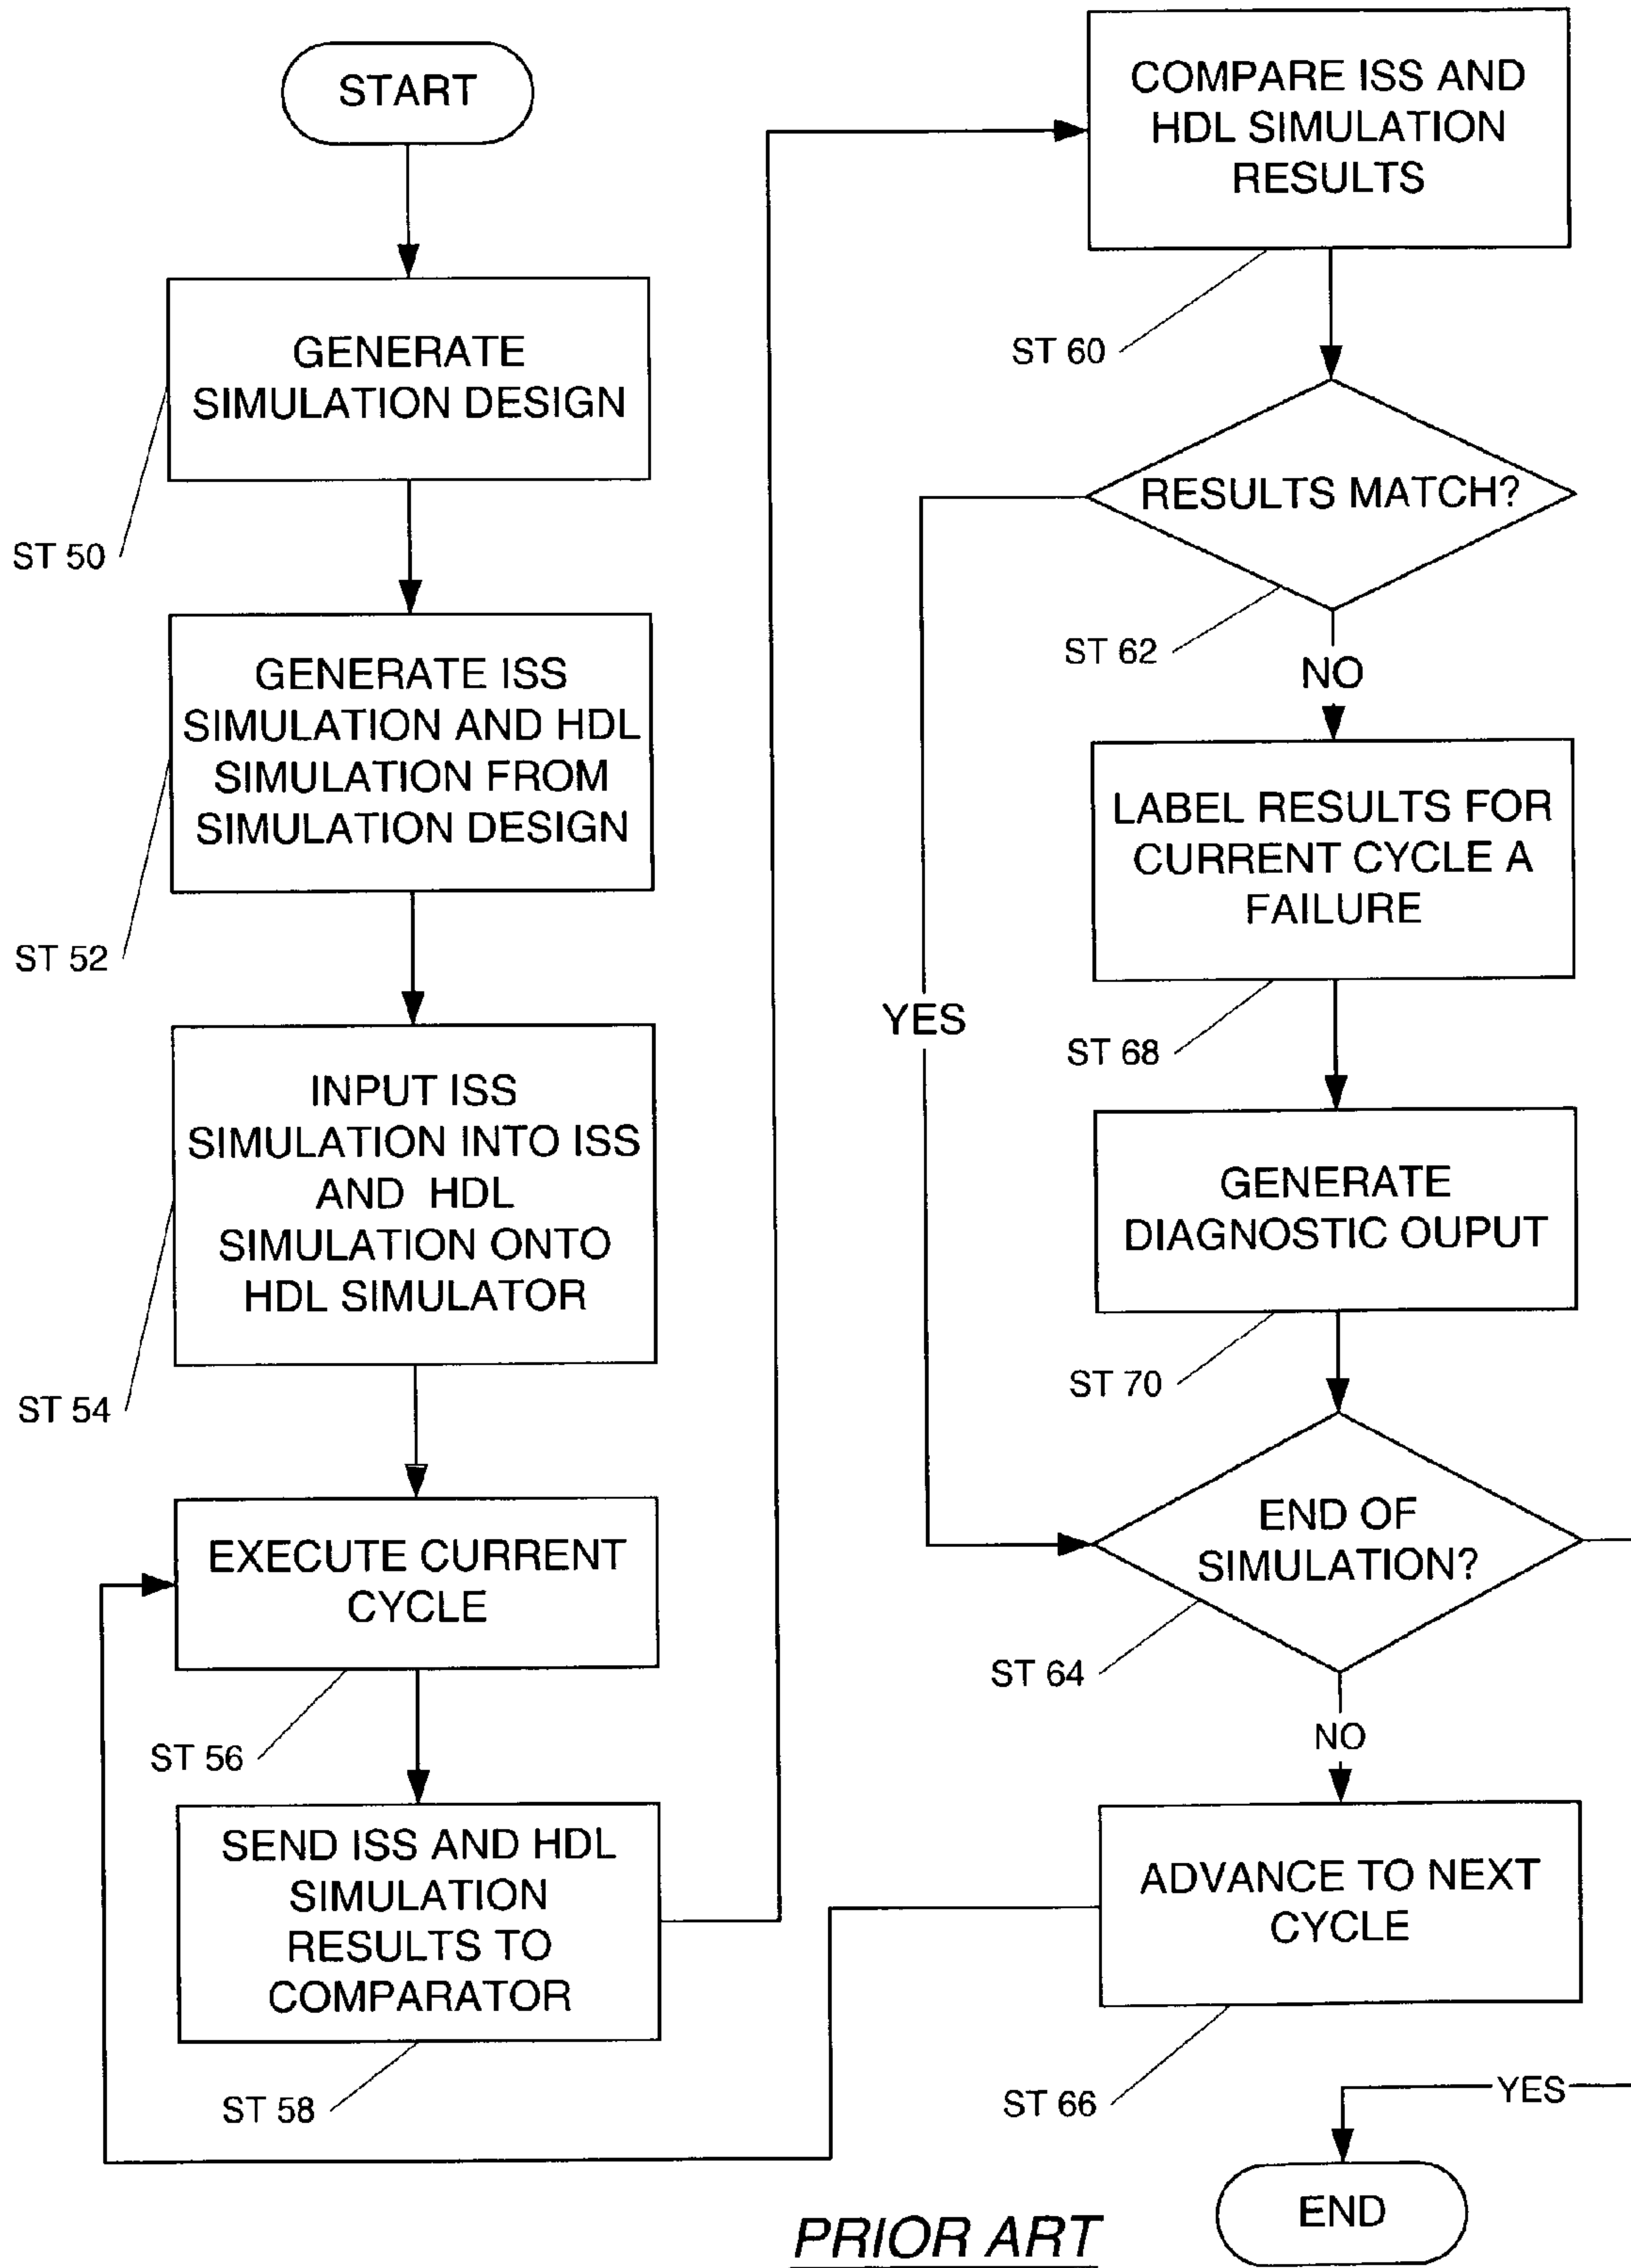 START
GENERATE
SIMULATION DESIGN
ST 50
GENERATE ISS
SIMULATION AND HDL
SIMULATION FROM
SIMULATION DESIGN
ST 52
INPUT ISS
SIMULATION INTO ISS
AND HDL
SIMULATION ONTO
HDL SIMULATOR
ST 54
EXECUTE CURRENT
CYCLE
ST 56
SEND ISS AND HDL
SIMULATION
RESULTS TO
COMPARATOR
ST 58
COMPARE ISS AND
HDL SIMULATION
RESULTS
ST 60
RESULTS MATCH?
ST 62
NO
YES
LABEL RESULTS FOR
CURRENT CYCLE A
FAILURE
ST 68
GENERATE
DIAGNOSTIC OUPUT
ST 70
END OF
SIMULATION?
ST 64
NO
ADVANCE TO NEXT
CYCLE
ST 66
YES
END
PRIOR ART